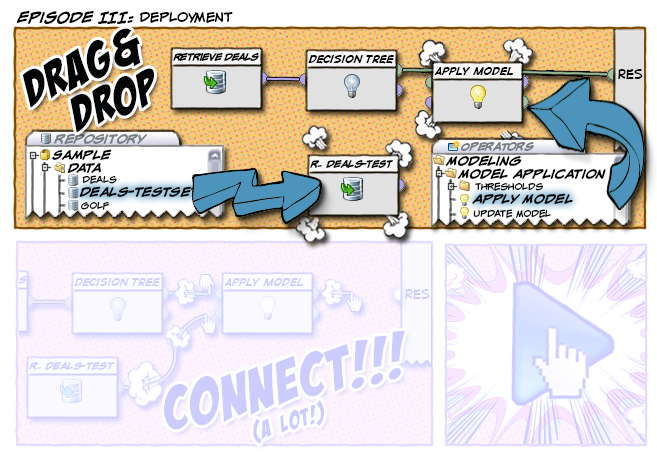 EPISODE III: DEPLOYMENT
DRAG&
DROP
RETRIEVE DEALS
DECISION TREE
APPLY MODEL
RES
REPOSITORY
SAMPLE
DATA
DEALS
DEALS-TESTSE
GOLF
R. DEALS-TEST
OPERATORS
MODELING
MODEL APPLICATION
THRESHOLDS
APPLY MODEL
UPDATE MODEL
DECISION TREE
APPLY MODEL
RES
R. DEALS-TEST
CONNECT!!!
(A LOT!)